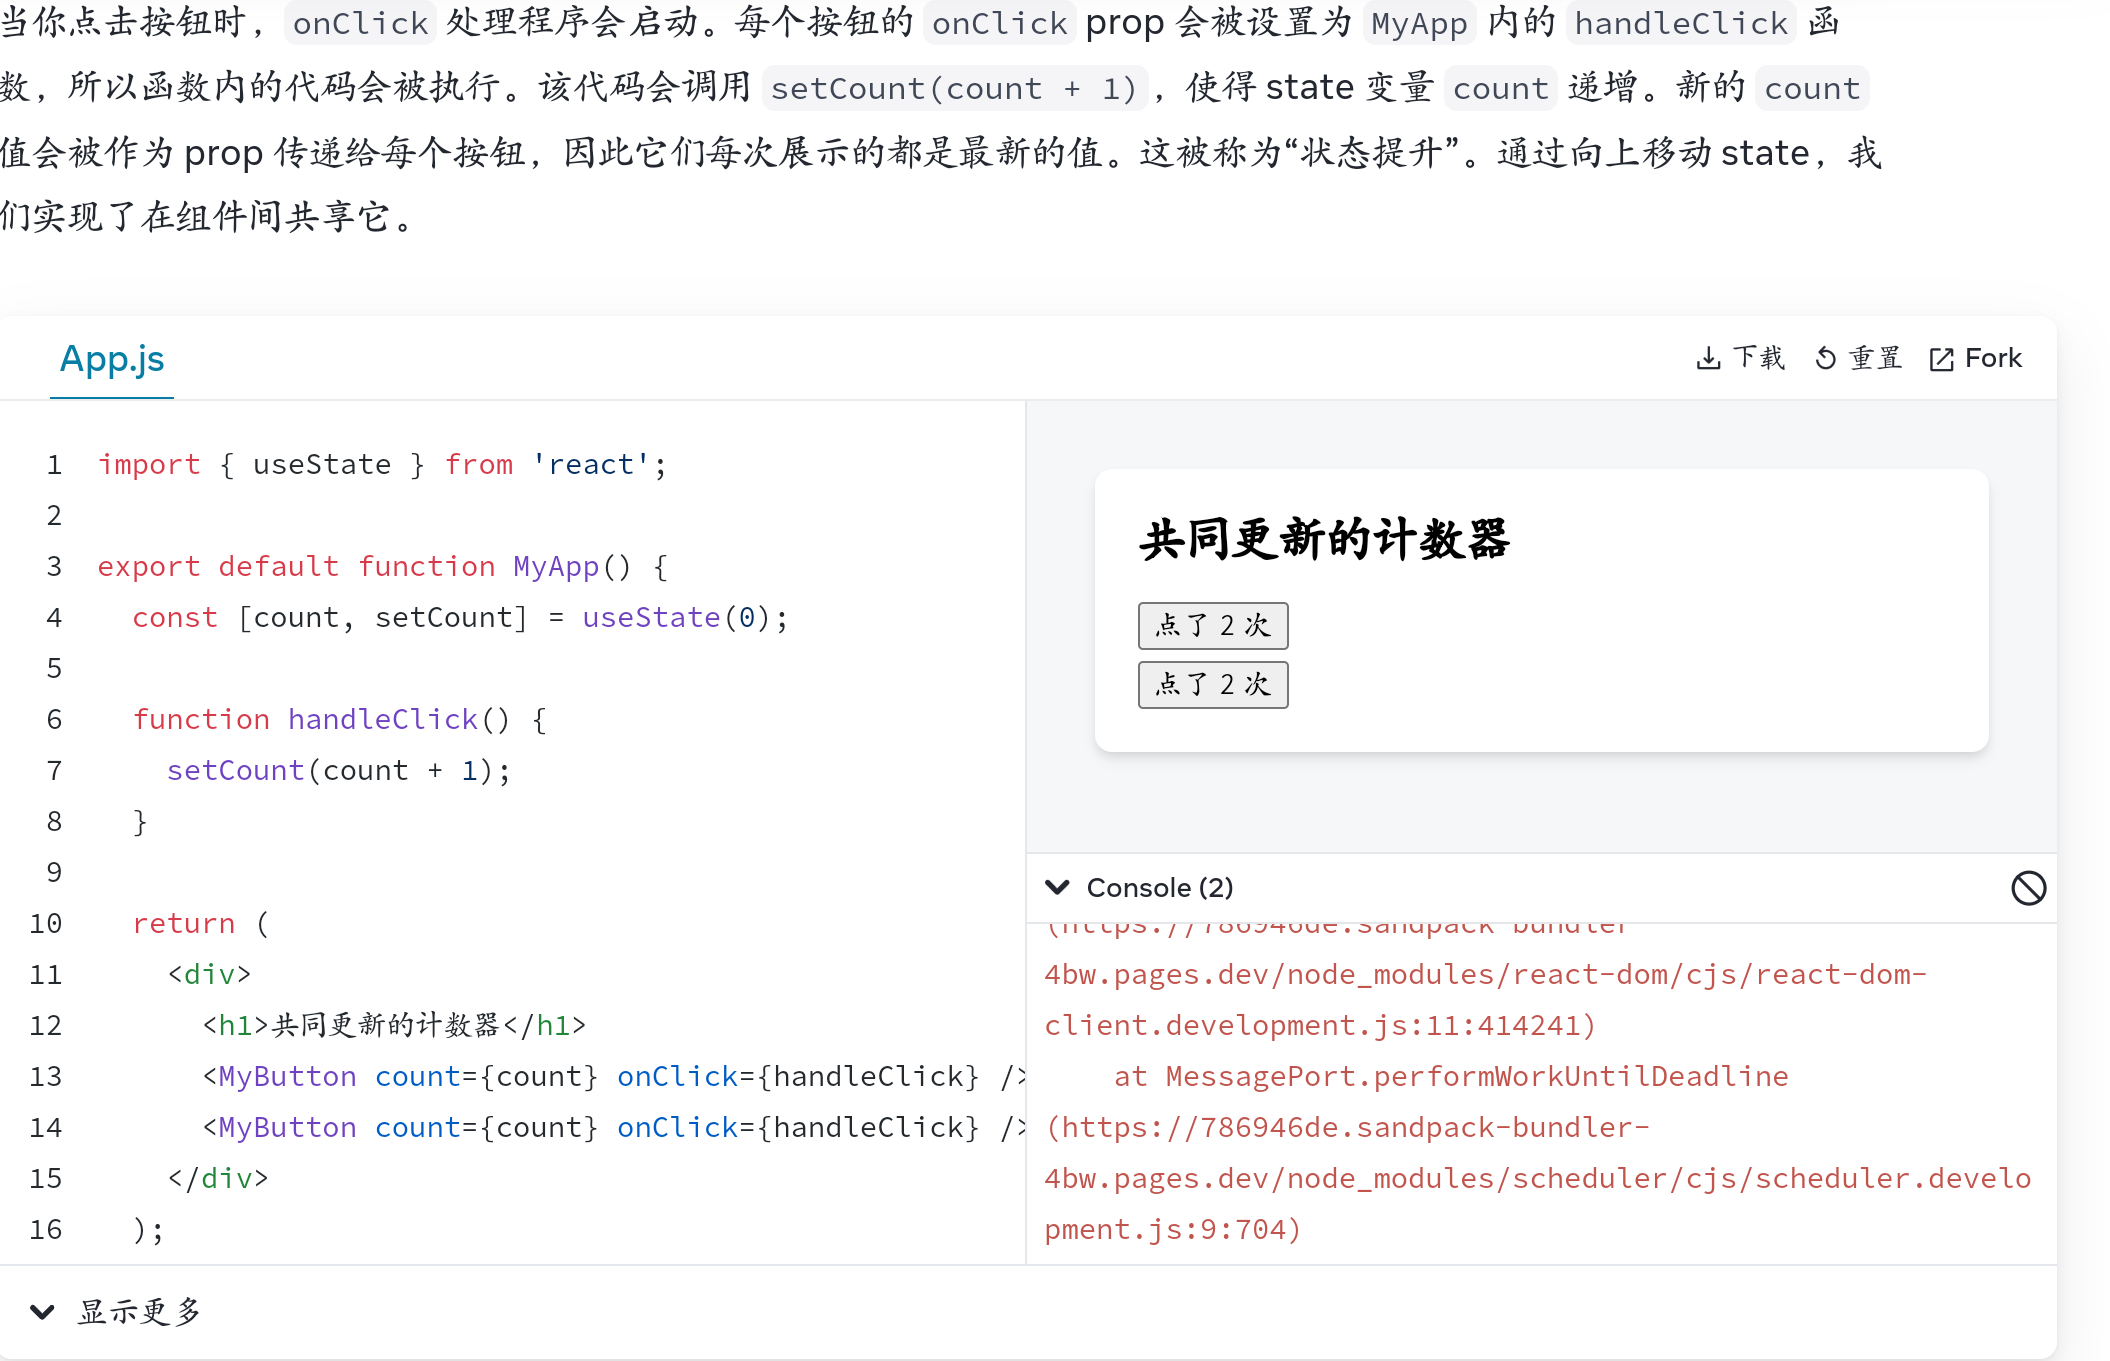 当你点击按钮时，onClick 处理程序会启动。每个按钮的 onClick prop 会被设置为 MyApp 内的 handleClick 函
数，所以函数内的代码会被执行。该代码会调用 setCount(count + 1)，使得 state 变量 count 递增。新的 count
值会被作为 prop 传递给每个按钮，因此它们每次展示的都是最新的值。这被称为“状态提升”。通过向上移动 state，我
们实现了在组件间共享它。
App.js
下载 重置 Fork
1 import { useState } from 'react';
2
3 export default function MyApp() {
4   const [count, setCount] = useState(0);
5
6   function handleClick() {
7     setCount(count + 1);
8   }
9
10   return (
11     <div>
12       <h1>共同更新的计数器</h1>
13       <MyButton count={count} onClick={handleClick} />
14       <MyButton count={count} onClick={handleClick} />
15     </div>
16   );
显示更多
共同更新的计数器
点了 2 次
点了 2 次
Console (2)
(https://786946de.sandpack-bundler-
4bw.pages.dev/node_modules/react-dom/cjs/react-dom-
client.development.js:11:414241)
    at MessagePort.performWorkUntilDeadline
(https://786946de.sandpack-bundler-
4bw.pages.dev/node_modules/scheduler/cjs/scheduler.develo
pment.js:9:704)